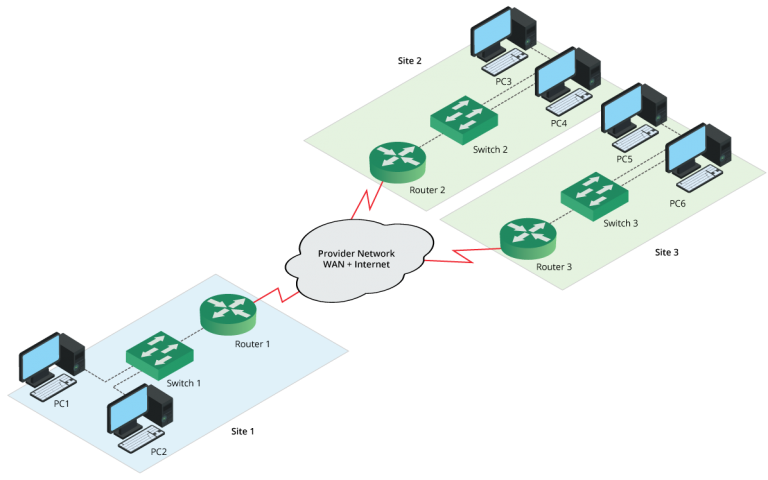 PC3
Site 2
PC4
Switch 2
PC5
Router 2
PC6
Switch 3
Site 3
Router 3
Provider Network
WAN + Internet
Router 1
Switch 1
PC1
Site 1
PC2